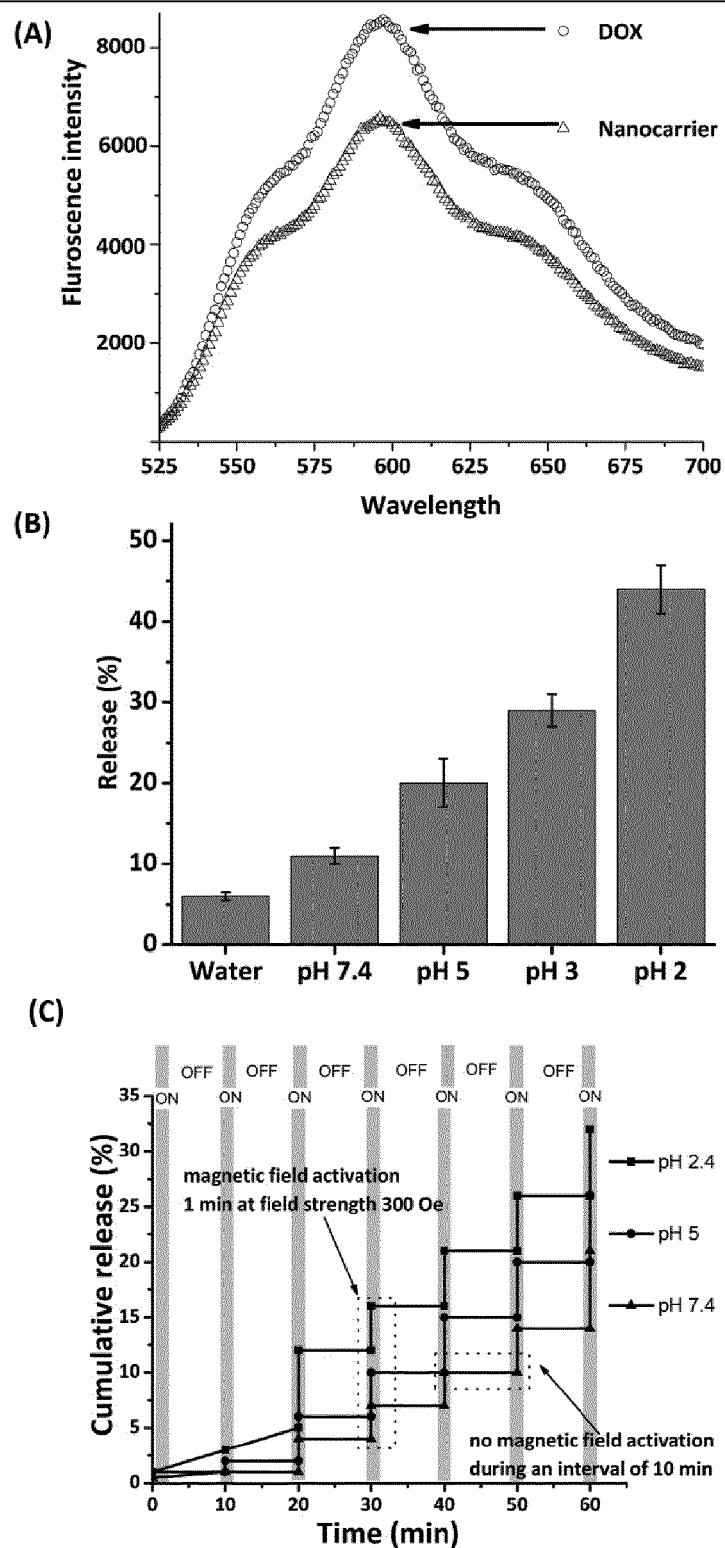 (A)
8000
6000
4000
2000
Fluroscence intensity
DOX
Nanocarrier
525 550 575 600 625 650 675 700
Wavelength
(B)
50
40
30
20
10
0
Release (%)
Water pH 7.4 pH 5 pH 3 pH 2
(C)
OFF OFF OFF OFF OFF OFF
ON ON ON ON ON ON ON
35
30
25
20
15
10
5
0
Cumulative release (%)
magnetic field activation
1 min at field strength 300 Oe
pH 2.4
pH 5
pH 7.4
no magnetic field activation
during an interval of 10 min
0 10 20 30 40 50 60
Time (min)